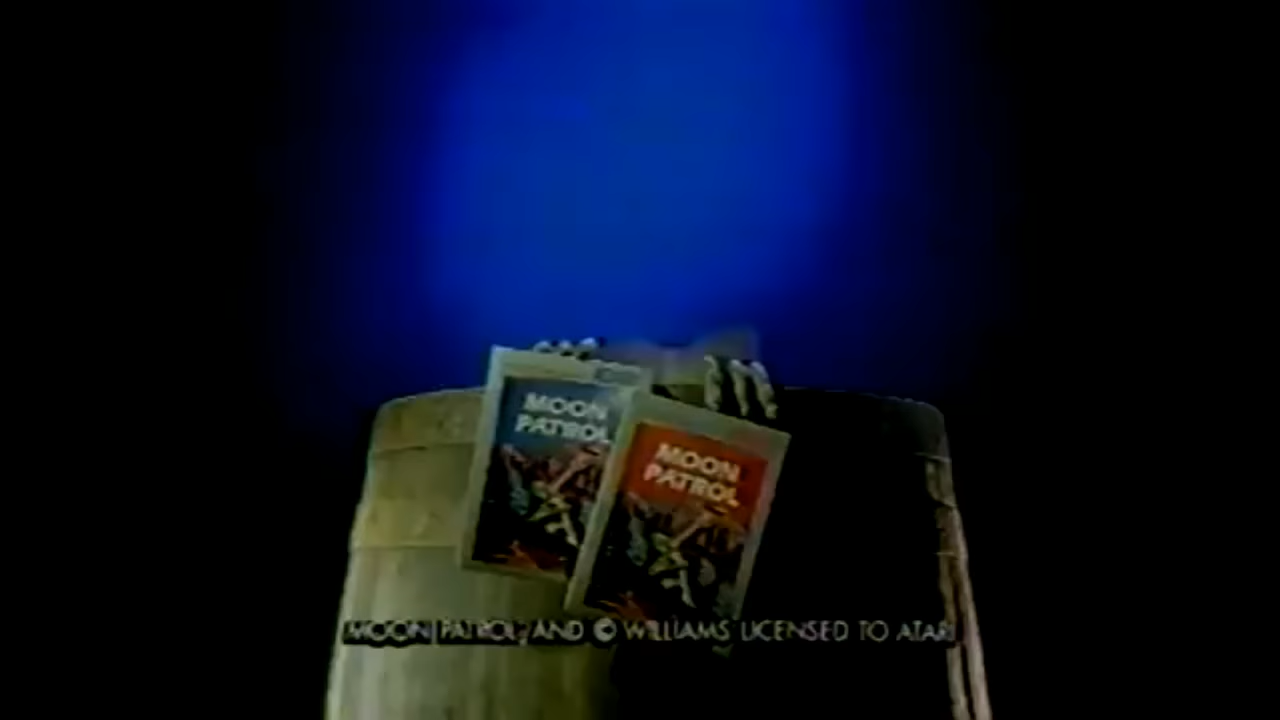 MOON
PATROL
MOON
PATROL
MOON PATROL, AND © WILLIAMS LICENSED TO ATARI